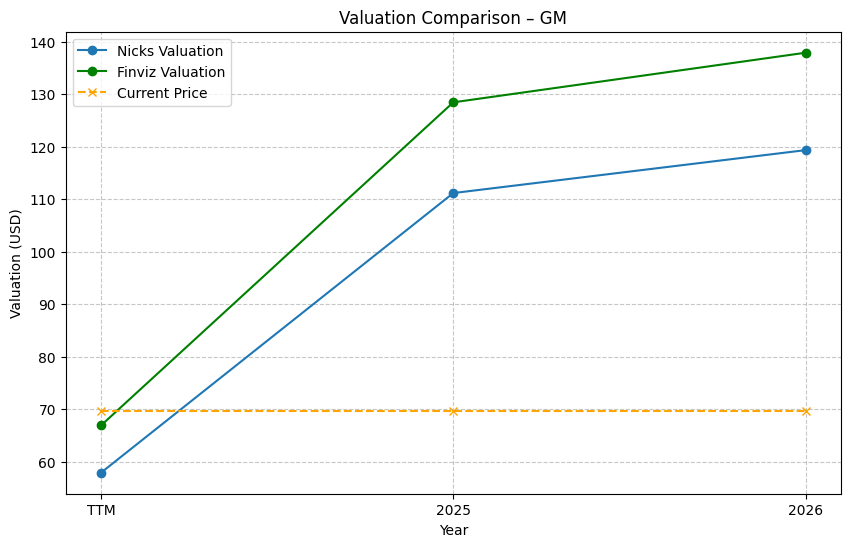 Valuation Comparison – GM
Nicks Valuation
Finviz Valuation
Current Price
Valuation (USD)
140
130
120
110
100
90
80
70
60
TTM
2025
2026
Year